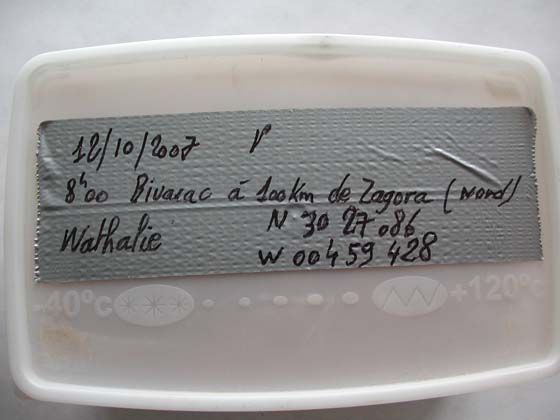 12/10/2007 V
8h00 Bivouac à 100Km de Zagora (Nord)
Nathalie N 30 27.086
W 004 59 428
-40°C +120°C